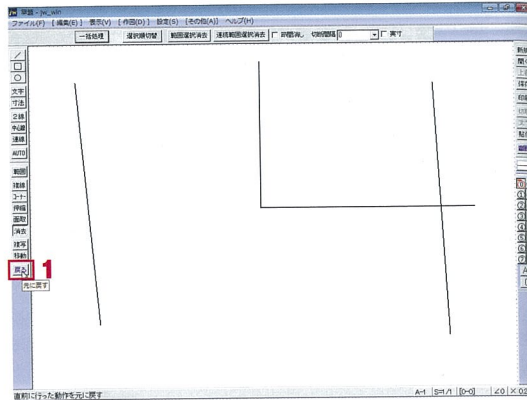 無題 - jw_win
ファイル(F) [編集(E)] 表示(V) [作図(D)] 設定(S) [その他(A)] ヘルプ(H)
一括処理 選択順切替 範囲選択消去 連続範囲選択消去 節間消し 切断間隔 0 実寸
文字
寸法
2線
中心線
連線
AUTO
範囲
複線
コーナー
伸縮
面取
消去
複写
移動
戻る 1
元に戻す
直前に行った動作を元に戻す A-1 S=1/1 [0-0] ∠0